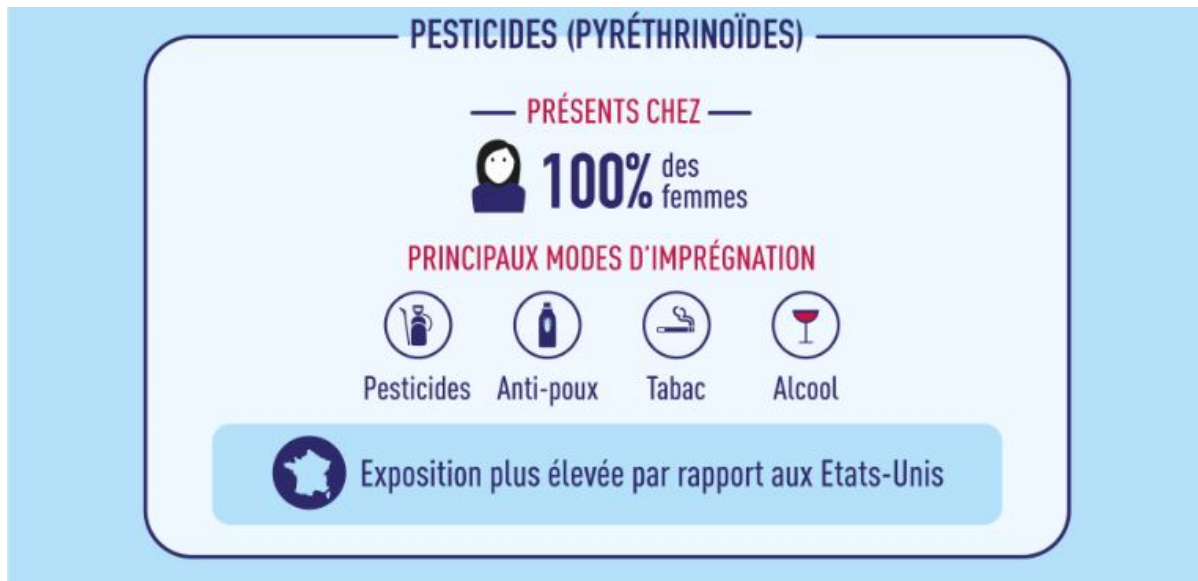 PESTICIDES (PYRÉTHRINOÏDES)
PRÉSENTS CHEZ
100% des femmes
PRINCIPAUX MODES D'IMPRÉGNATION
Pesticides Anti-poux Tabac Alcool
Exposition plus élevée par rapport aux Etats-Unis